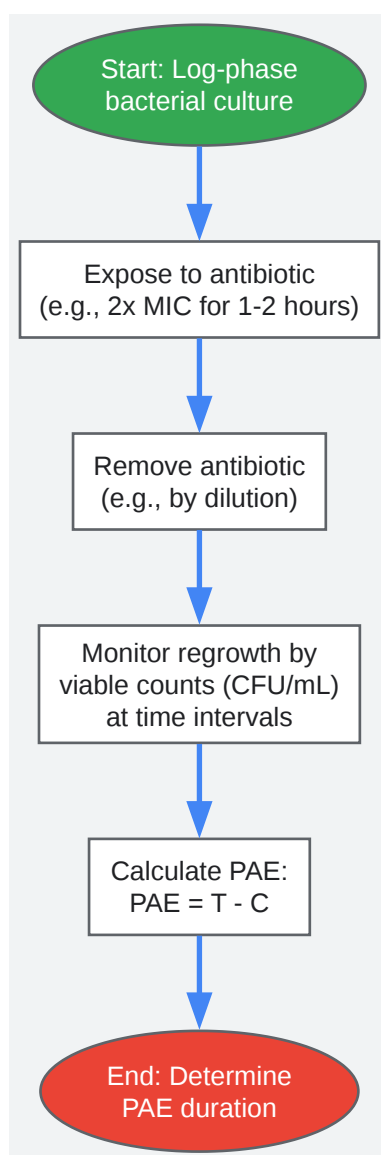 Start: Log-phase
bacterial culture
Expose to antibiotic
(e.g., 2x MIC for 1-2 hours)
Remove antibiotic
(e.g., by dilution)
Monitor regrowth by
viable counts (CFU/mL)
at time intervals
Calculate PAE:
PAE = T - C
End: Determine
PAE duration